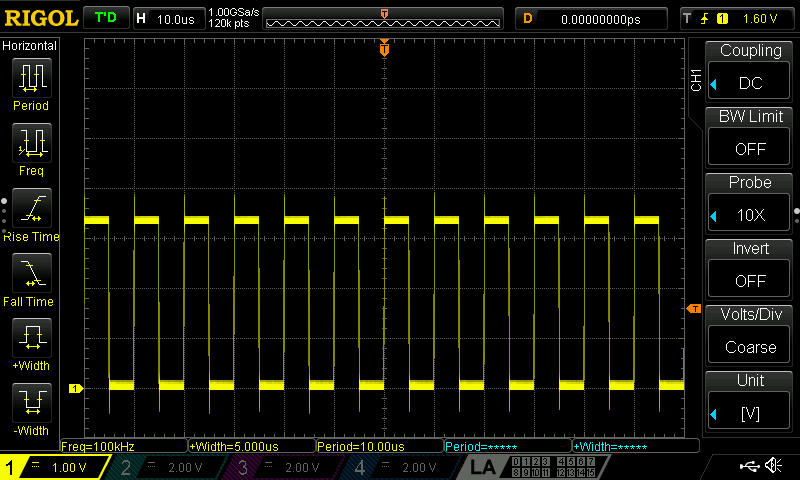 RIGOL T'D H 10.0us 1.00GSa/s 120k pts T D 0.00000000ps T 1 1.60 V
Horizontal
Period
Freq
Rise Time
Fall Time
+Width
-Width
T
T
1
CH1
Coupling
DC
BW Limit
OFF
Probe
10X
Invert
OFF
Volts/Div
Coarse
Unit
[V]
Freq=100kHz +Width=5.000us Period=10.00us Period=***** +Width=*****
1 1.00 V 2 2.00 V 3 2.00 V 4 2.00 V LA 0 1 2 3 4 5 6 7
8 9 10 11 12 13 14 15